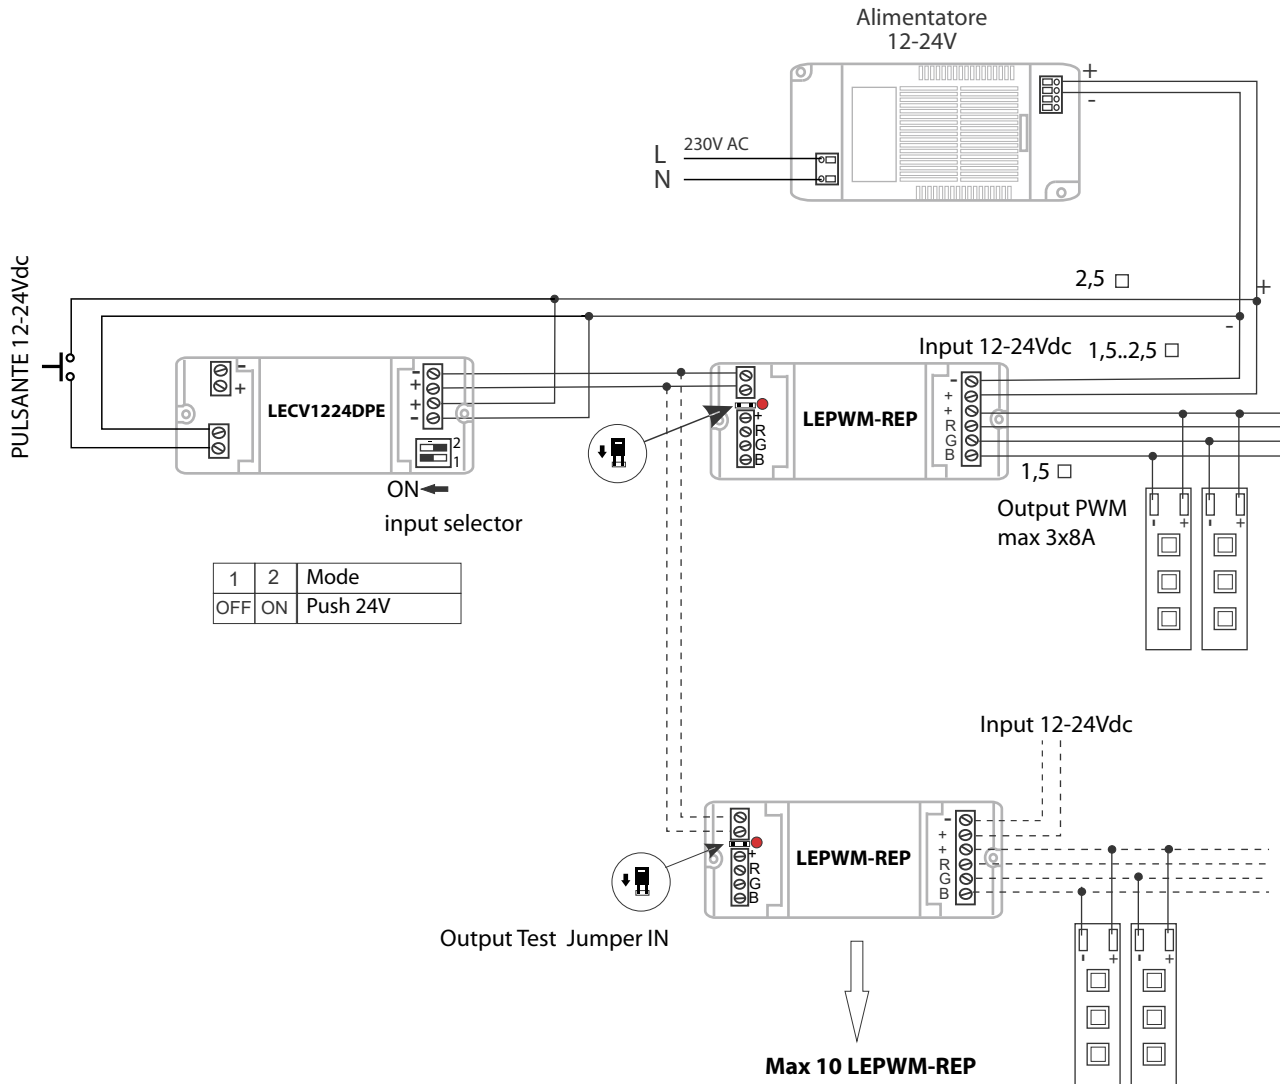 Alimentatore
12-24V
+
-
230V AC
L
N
PULSANTE 12-24Vdc
2,5 □
+
-
Input 12-24Vdc
1,5..2,5 □
-
+
LECV1224DPE
-
+
+
-
2
1
ON
input selector
+
R
G
B
LEPWM-REP
-
+
+
R
G
B
1,5 □
Output PWM
max 3x8A
- +
- +
1 2 Mode
OFF ON Push 24V
Input 12-24Vdc
+
R
G
B
LEPWM-REP
-
+
+
R
G
B
Output Test Jumper IN
- +
- +
Max 10 LEPWM-REP